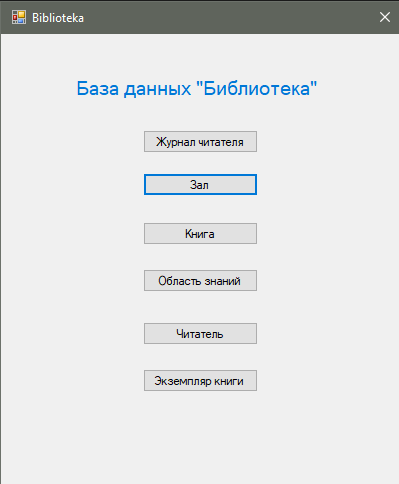 Biblioteka
База данных "Библиотека"
Журнал читателя
Зал
Книга
Область знаний
Читатель
Экземпляр книги